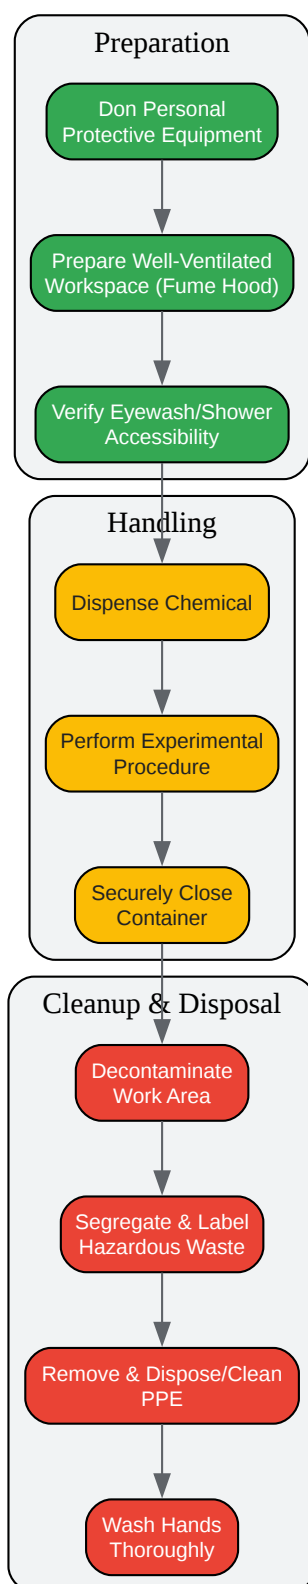 Preparation
Don Personal
Protective Equipment
Prepare Well-Ventilated
Workspace (Fume Hood)
Verify Eyewash/Shower
Accessibility
Handling
Dispense Chemical
Perform Experimental
Procedure
Securely Close
Container
Cleanup & Disposal
Decontaminate
Work Area
Segregate & Label
Hazardous Waste
Remove & Dispose/Clean
PPE
Wash Hands
Thoroughly